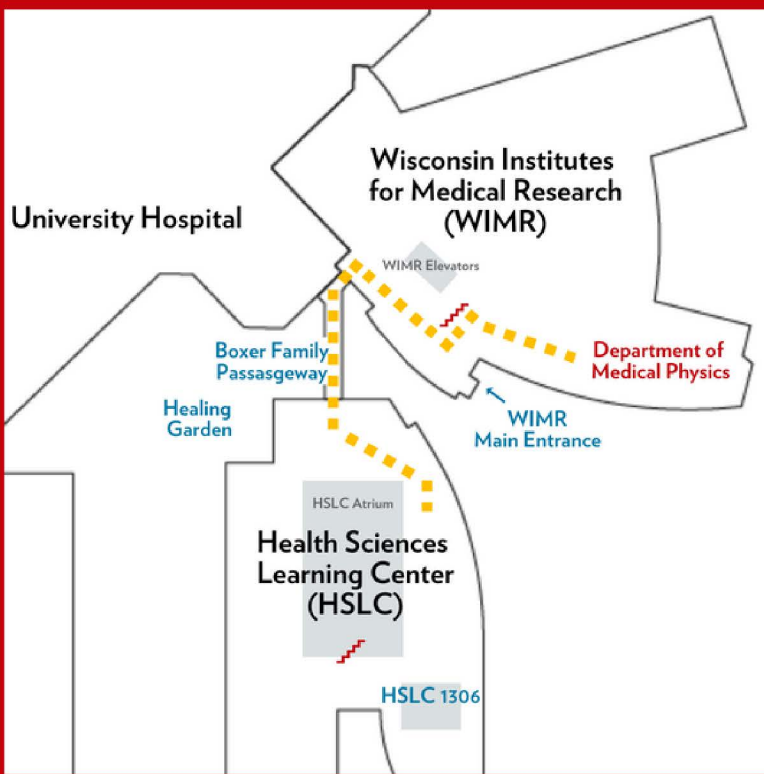 Wisconsin Institutes
for Medical Research
(WIMR)
University Hospital
WIMR Elevators
Boxer Family
Passasgeway
Department of
Medical Physics
Healing
Garden
WIMR
Main Entrance
HSLC Atrium
Health Sciences
Learning Center
(HSLC)
HSLC 1306